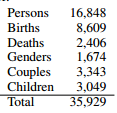 Persons 16,848
Births 8,609
Deaths 2,406
Genders 1,674
Couples 3,343
Children 3,049
Total 35,929